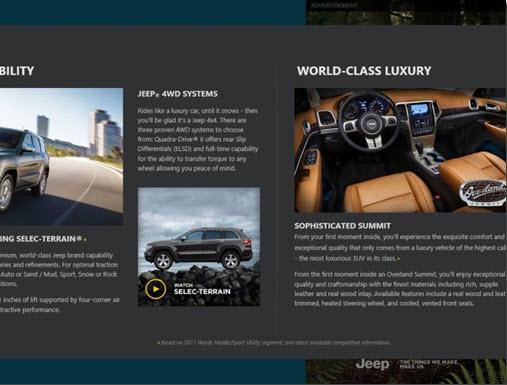 ADVERTISEMENT
BILITY
ING SELEC-TERRAIN®
mium, world-class Jeep brand capability
uries and refinements. For optimal traction
Auto or Sand / Mud, Sport, Snow or Rock
itions.
1 inches of lift supported by four-corner air
tractive performance.
JEEP® 4WD SYSTEMS
Rides like a luxury car, until it snows - then
you'll be glad it's a Jeep 4x4. There are
three proven 4WD systems to choose
from: Quadra-Drive® II offers rear Slip
Differentials (ELSD) and full-time capability
for the ability to transfer torque to any
wheel allowing you peace of mind.
WATCH
SELEC-TERRAIN
WORLD-CLASS LUXURY
Overland
SUMMIT
SOPHISTICATED SUMMIT
From your first moment inside, you'll experience the exquisite comfort and
exceptional quality that only comes from a luxury vehicle of the highest cal
- the most luxurious SUV in its class.
From the first moment inside an Overland Summit, you'll enjoy exceptional
quality and craftsmanship with the finest materials including rich, supple
leather and real wood inlay. Available features include a real wood and leat
trimmed, heated steering wheel, and cooled, vented front seats.
Based on 2011 Wards Middle/Sport Utility segment, and latest available competitive information.
Jeep
THE THINGS WE MAKE,
MAKE US.